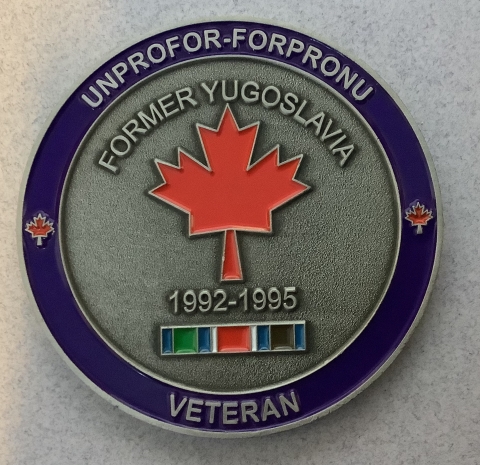 UNPROFOR-FORPRONU
FORMER YUGOSLAVIA
1992-1995
VETERAN